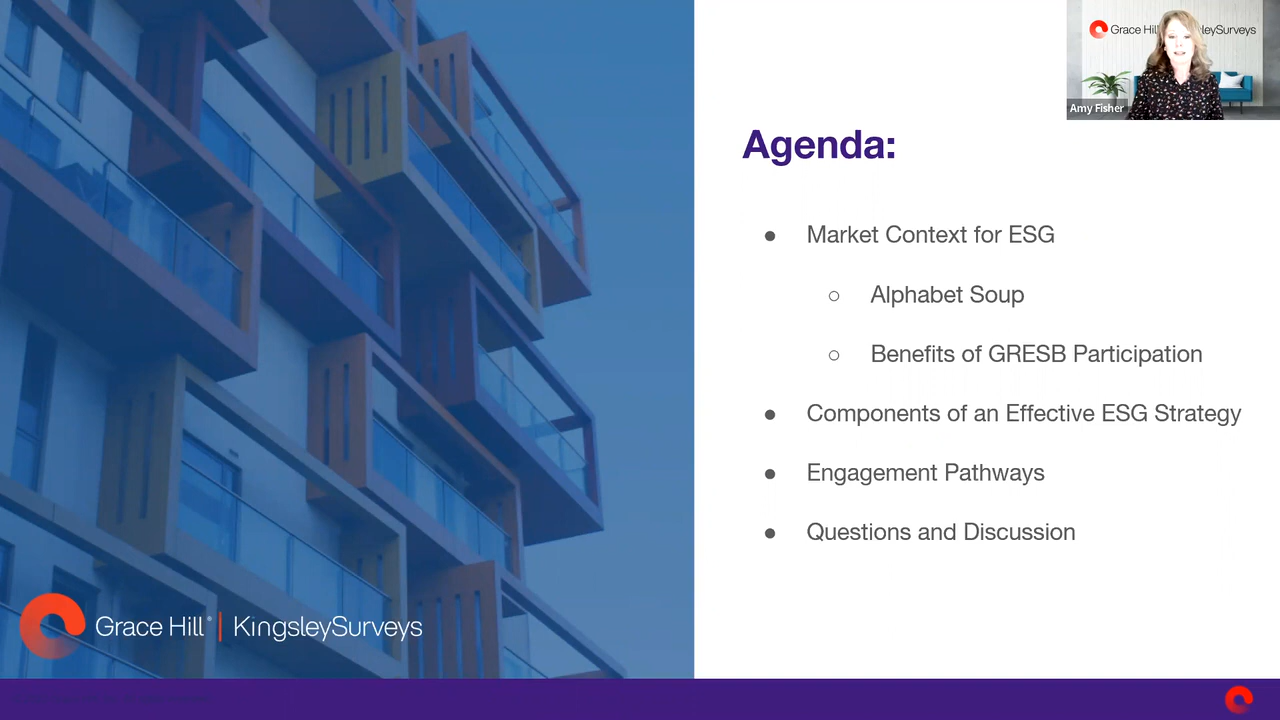 Grace Hill leySurveys
Amy Fisher
Agenda:
● Market Context for ESG
○ Alphabet Soup
○ Benefits of GRESB Participation
● Components of an Effective ESG Strategy
● Engagement Pathways
● Questions and Discussion
Grace Hill® | KingsleySurveys